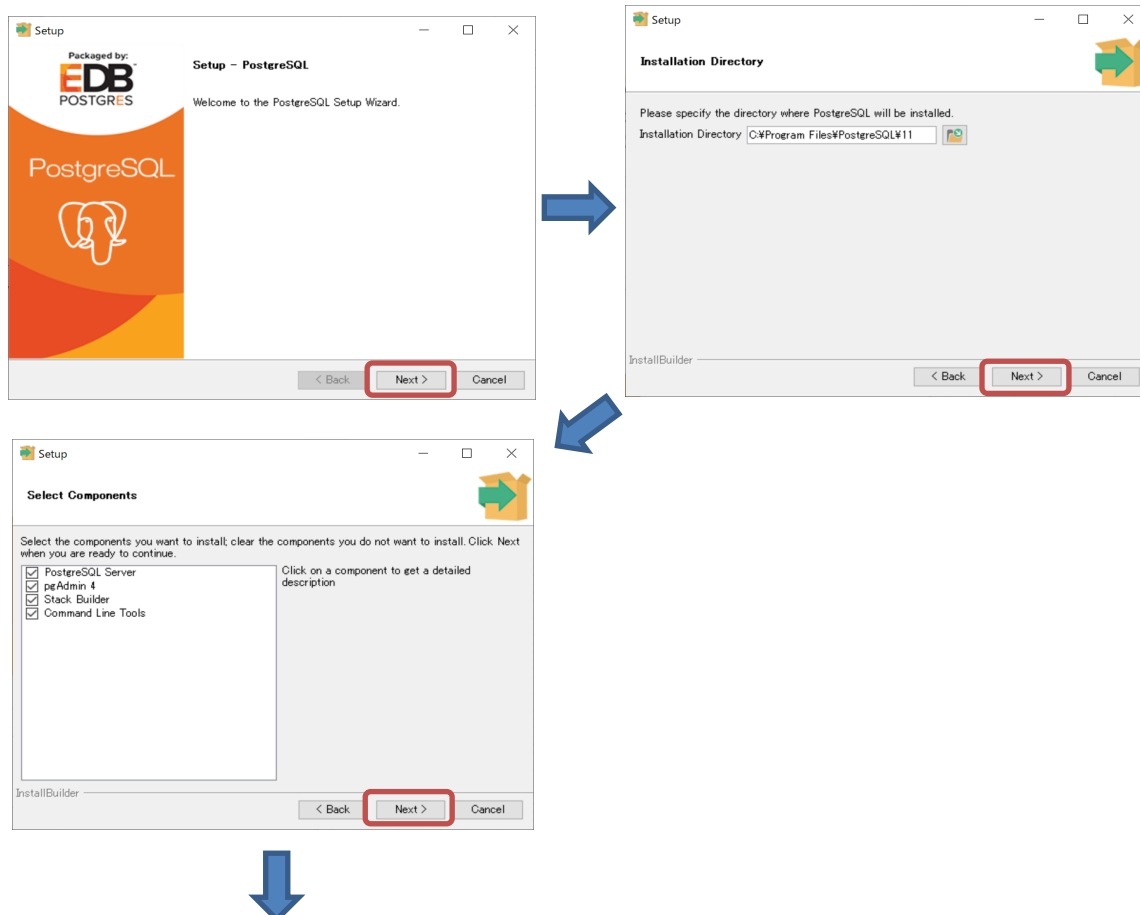 Setup
Packaged by:
EDB
POSTGRES
PostgreSQL
Setup - PostgreSQL
Welcome to the PostgreSQL Setup Wizard.
< Back
Next >
Cancel
Setup
Installation Directory
Please specify the directory where PostgreSQL will be installed.
Installation Directory C:¥Program Files¥PostgreSQL¥11
InstallBuilder
< Back
Next >
Cancel
Setup
Select Components
Select the components you want to install; clear the components you do not want to install. Click Next
when you are ready to continue.
PostgreSQL Server
pgAdmin 4
Stack Builder
Command Line Tools
Click on a component to get a detailed
description
InstallBuilder
< Back
Next >
Cancel